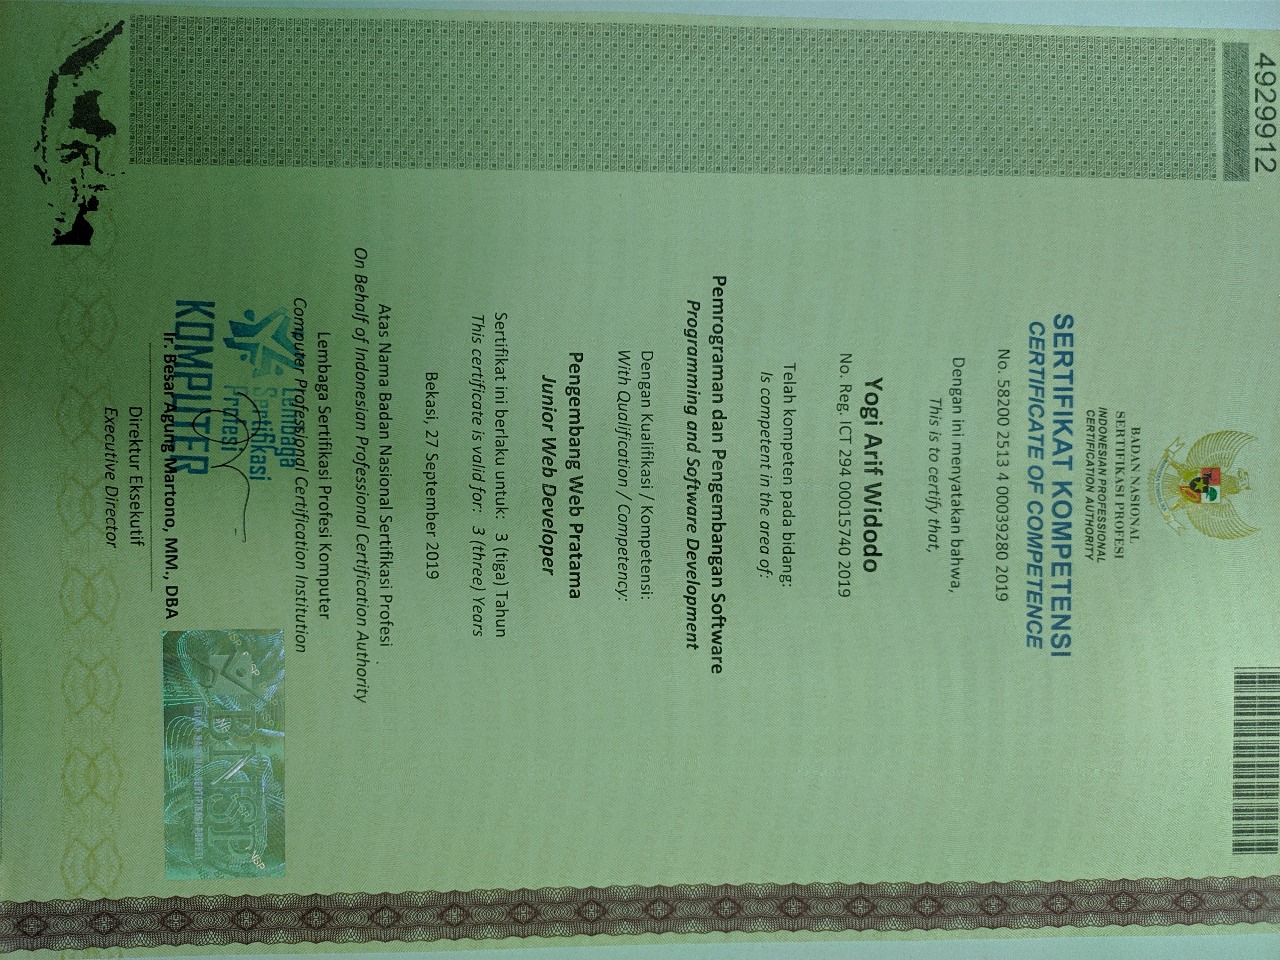 4929912
BADAN NASIONAL
SERTIFIKASI PROFESI
INDONESIAN PROFESSIONAL
CERTIFICATION AUTHORITY
SERTIFIKAT KOMPETENSI
CERTIFICATE OF COMPETENCE
No. 58200 2513 4 00039280 2019
Dengan ini menyatakan bahwa,
This is to certify that,
Yogi Arif Widodo
No. Reg. ICT 294 00015740 2019
Telah kompeten pada bidang:
Is competent in the area of:
Pemrograman dan Pengembangan Software
Programming and Software Development
Dengan Kualifikasi / Kompetensi:
With Qualification / Competency:
Pengembang Web Pratama
Junior Web Developer
Sertifikat ini berlaku untuk: 3 (tiga) Tahun
This certificate is valid for: 3 (three) Years
Bekasi, 27 September 2019
Atas Nama Badan Nasional Sertifikasi Profesi
On Behalf of Indonesian Professional Certification Authority
Lembaga Sertifikasi Profesi Komputer
Computer Professional Certification Institution
Lembaga
Sertifikasi
Profesi
KOMPUTER
Ir. Besar Agung Martono, MM., DBA
Direktur Eksekutif
Executive Director
BNSP